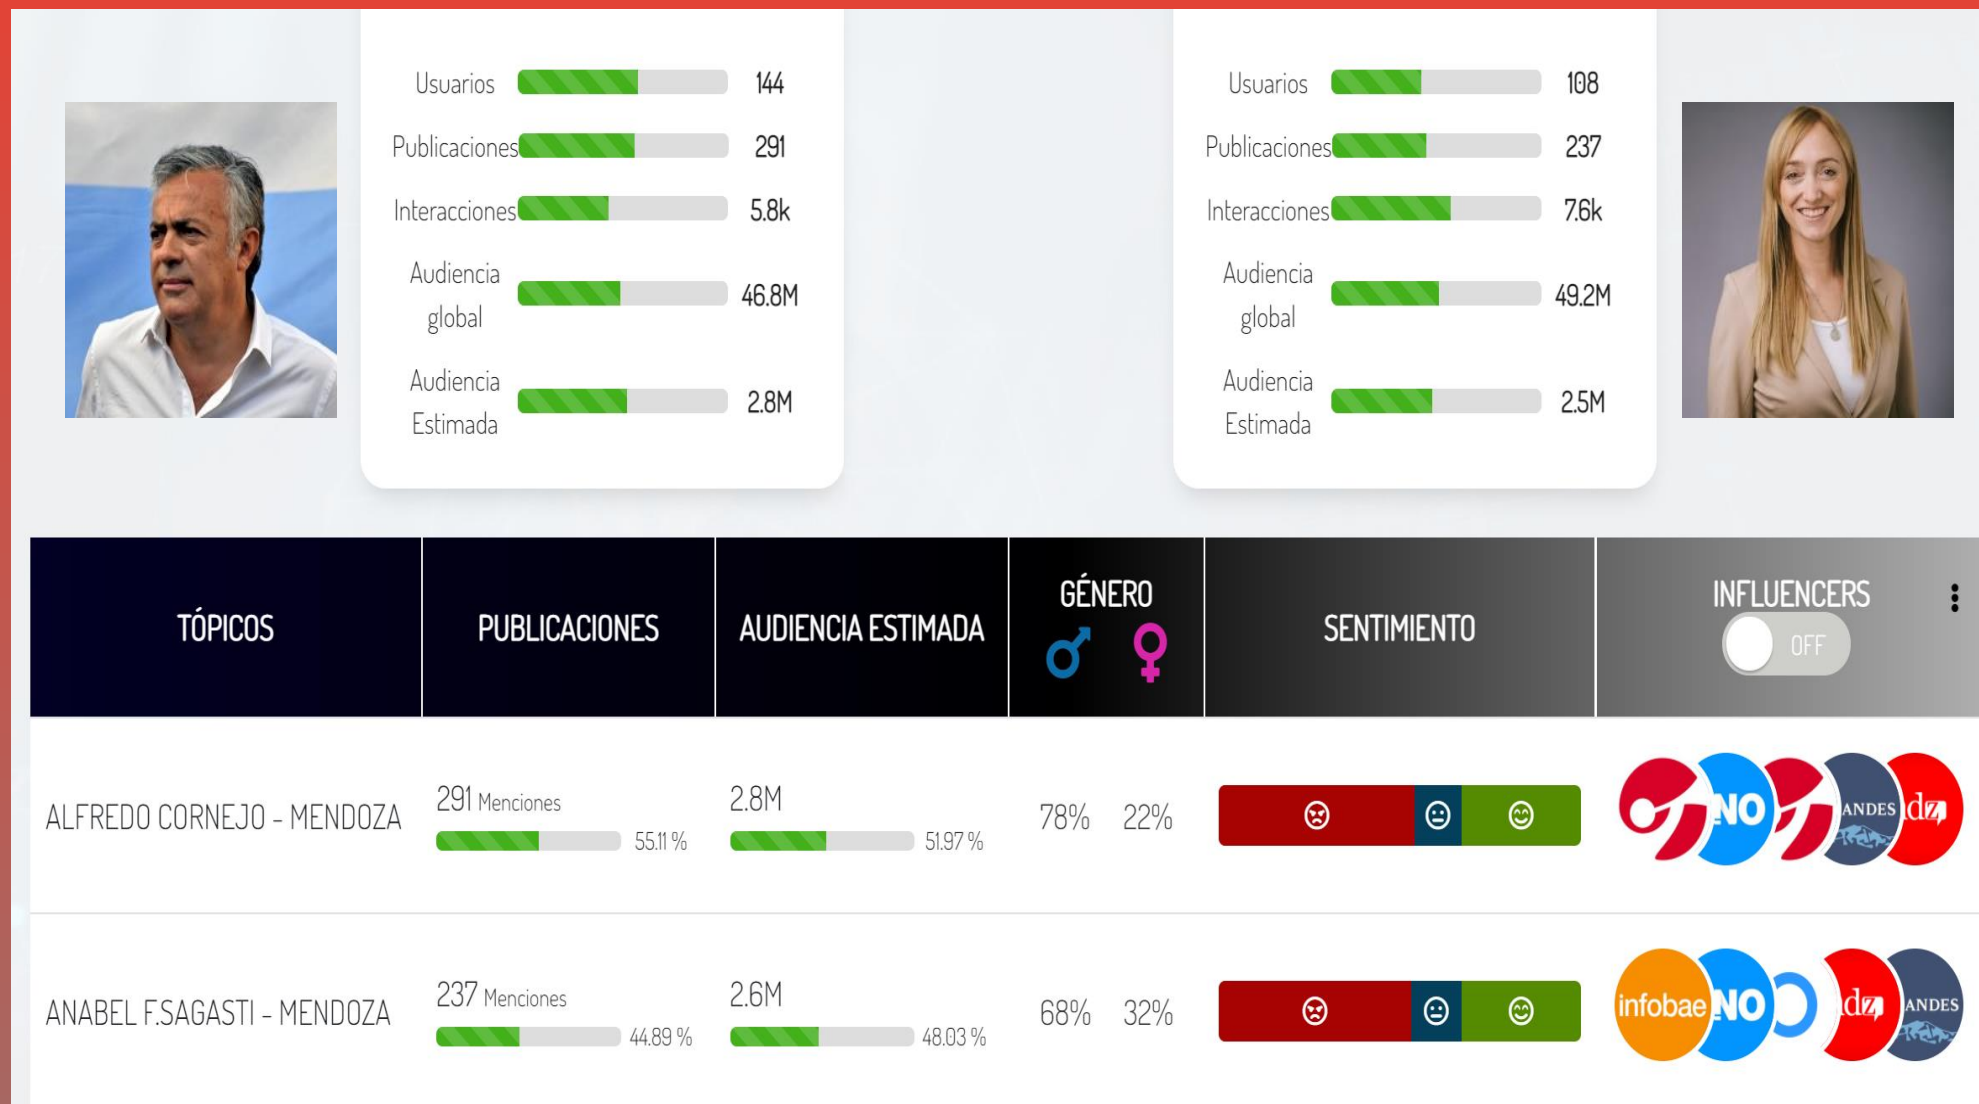 Usuarios 144
Publicaciones 291
Interacciones 5.8k
Audiencia
global
46.8M
Audiencia
Estimada
2.8M
Usuarios 108
Publicaciones 237
Interacciones 7.6k
Audiencia
global
49.2M
Audiencia
Estimada
2.5M
TÓPICOS
PUBLICACIONES
AUDIENCIA ESTIMADA
GÉNERO
SENTIMIENTO
INFLUENCERS
OFF
ALFREDO CORNEJO - MENDOZA
291 Menciones
55.11 %
2.8M
51.97 %
78% 22%
NO
ANDES
dz
ANABEL F.SAGASTI - MENDOZA
237 Menciones
44.89 %
2.6M
48.03 %
68% 32%
infobae
NO
dz
ANDES